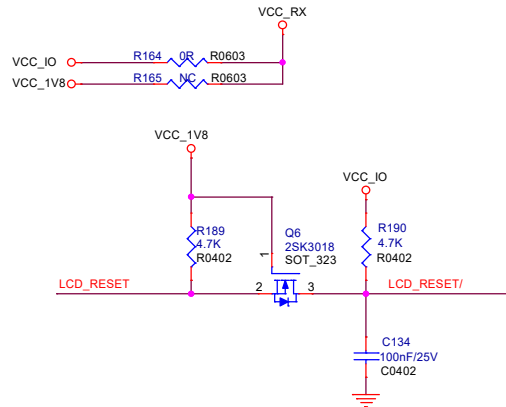 VCC_RX
VCC_IO
R164
0R
R0603
VCC_1V8
R165
NC
R0603
VCC_1V8
VCC_IO
R189
4.7K
R0402
1
Q6
2SK3018
SOT_323
R190
4.7K
R0402
LCD_RESET
2
3
LCD_RESET/
C134
100nF/25V
C0402